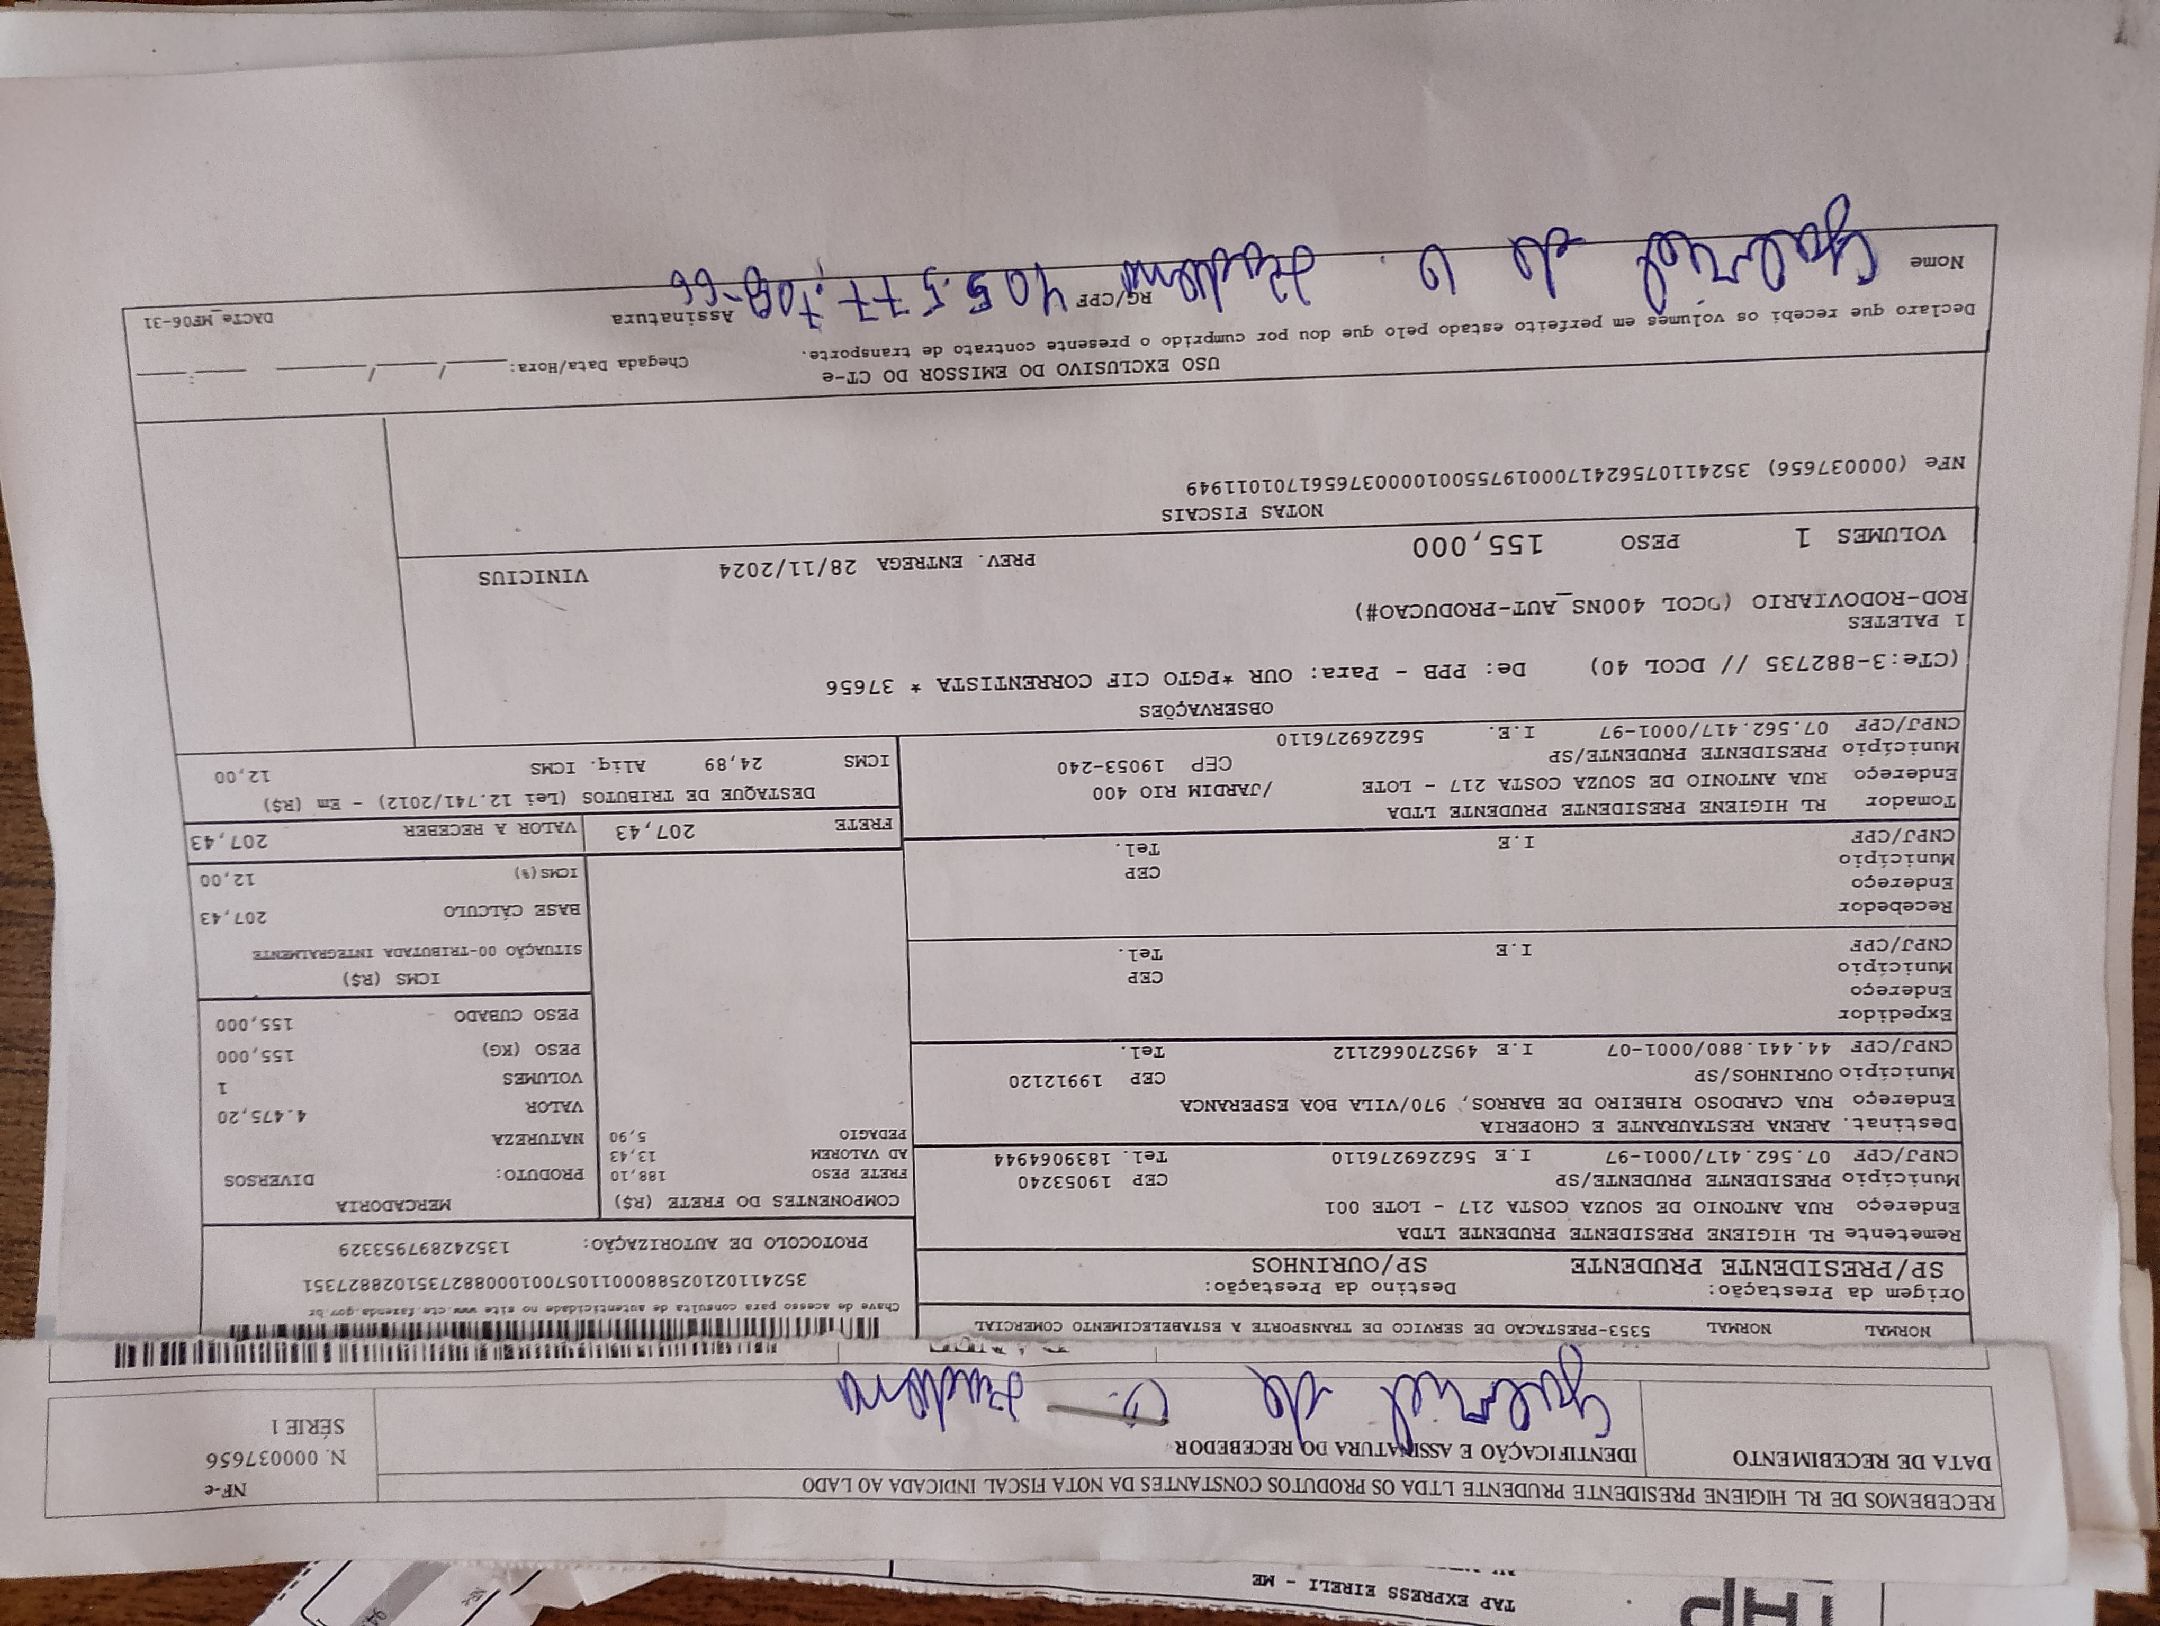 TAP EXPRESS EIRELI - ME
RECEBEMOS DE RL HIGIENE PRESIDENTE PRUDENTE LTDA OS PRODUTOS CONSTANTES DA NOTA FISCAL INDICADA AO LADO
NF-e
N. 000037656
SÉRIE 1
DATA DE RECEBIMENTO
IDENTIFICAÇÃO E ASSINATURA DO RECEBEDOR
Gabriel de O.
NORMAL NORMAL 5353-PRESTACAO DE SERVICO DE TRANSPORTE A ESTABELECIMENTO COMERCIAL
Origem da Prestação: Destino da Prestação:
SP/PRESIDENTE PRUDENTE SP/OURINHOS
Chave de acesso para consulta de autenticidade no site www.cte.fazenda.gov.br
35241102102588000110570010008827351028827351
PROTOCOLO DE AUTORIZAÇÃO: 135242897953329
Remetente RL HIGIENE PRESIDENTE PRUDENTE LTDA
Endereço RUA ANTONIO DE SOUZA COSTA 217 - LOTE 001
Município PRESIDENTE PRUDENTE/SP CEP 19053240
CNPJ/CPF 07.562.417/0001-97 I.E 562269276110 Tel. 1839064944
Destinat. ARENA RESTAURANTE E CHOPERIA
Endereço RUA CARDOSO RIBEIRO DE BARROS, 970/VILA BOA ESPERANCA
Município OURINHOS/SP CEP 19912120
CNPJ/CPF 44.441.880/0001-07 I.E 495270662112 Tel.
Expedidor
Endereço
Município CEP
CNPJ/CPF I.E Tel.
Recebedor
Endereço
Município CEP
CNPJ/CPF I.E Tel.
Tomador RL HIGIENE PRESIDENTE PRUDENTE LTDA
Endereço RUA ANTONIO DE SOUZA COSTA 217 - LOTE /JARDIM RIO 400
Município PRESIDENTE PRUDENTE/SP CEP 19053-240
CNPJ/CPF 07.562.417/0001-97 I.E. 562269276110
COMPONENTES DO FRETE (R$)
FRETE PESO 188,10
AD VALOREM 13,43
PEDAGIO 5,90
MERCADORIA
PRODUTO: DIVERSOS
NATUREZA
VALOR 4.475,20
VOLUMES 1
PESO (KG) 155,000
PESO CUBADO 155,000
ICMS (R$)
SITUAÇÃO 00-TRIBUTADA INTEGRALMENTE
BASE CÁLCULO 207,43
ICMS(%) 12,00
FRETE 207,43 VALOR A RECEBER 207,43
DESTAQUE DE TRIBUTOS (Lei 12.741/2012) - Em (R$)
ICMS 24,89 Aliq. ICMS 12,00
OBSERVAÇÕES
(CTe:3-882735 // DCOL 40) De: PPB - Para: OUR *PGTO CIF CORRENTISTA * 37656
1 PALETES
ROD-RODOVIARIO (DCOL 400NS_AUT-PRODUCAO#)
VOLUMES 1 PESO 155,000 PREV. ENTREGA 28/11/2024 VINICIUS
NOTAS FISCAIS
NFe (000037656) 35241107562417000197550010000376561701011949
USO EXCLUSIVO DO EMISSOR DO CT-e
Declaro que recebi os volumes em perfeito estado pelo que dou por cumprido o presente contrato de transporte.
Chegada Data/Hora: ____/____/____ ____:____
Nome Gabriel de O. RG/CPF 405.577.708-66 Assinatura
DACTe_MF06-31